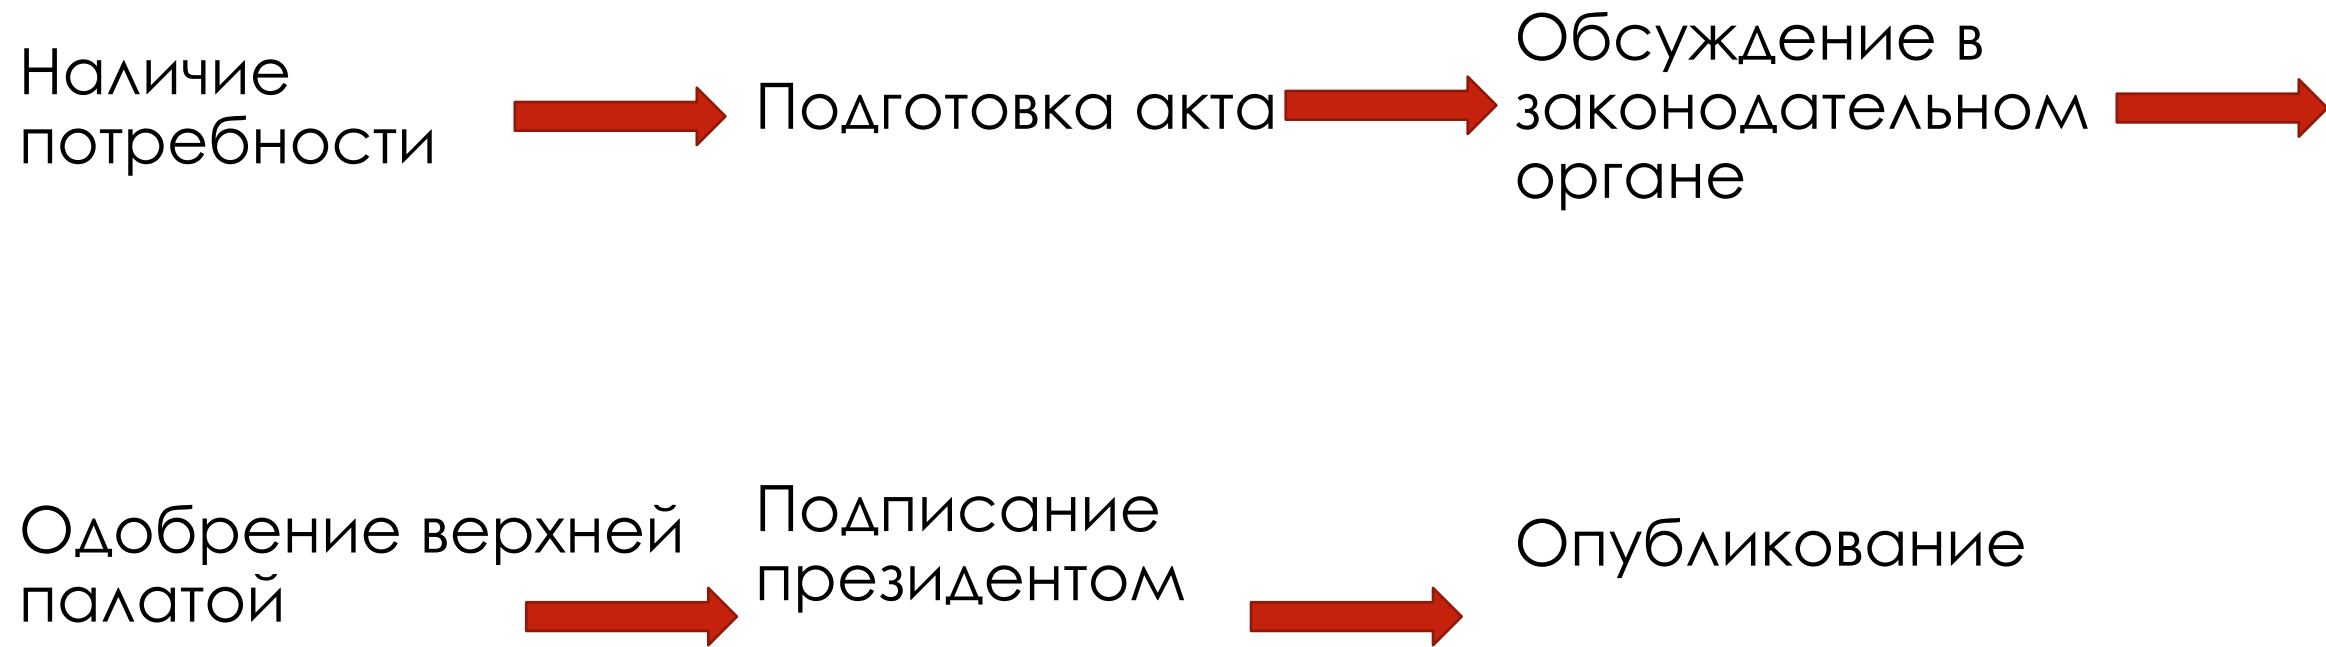 Наличие
потребности
Подготовка акта
Обсуждение в
законодательном
органе
Одобрение верхней
палатой
Подписание
президентом
Опубликование